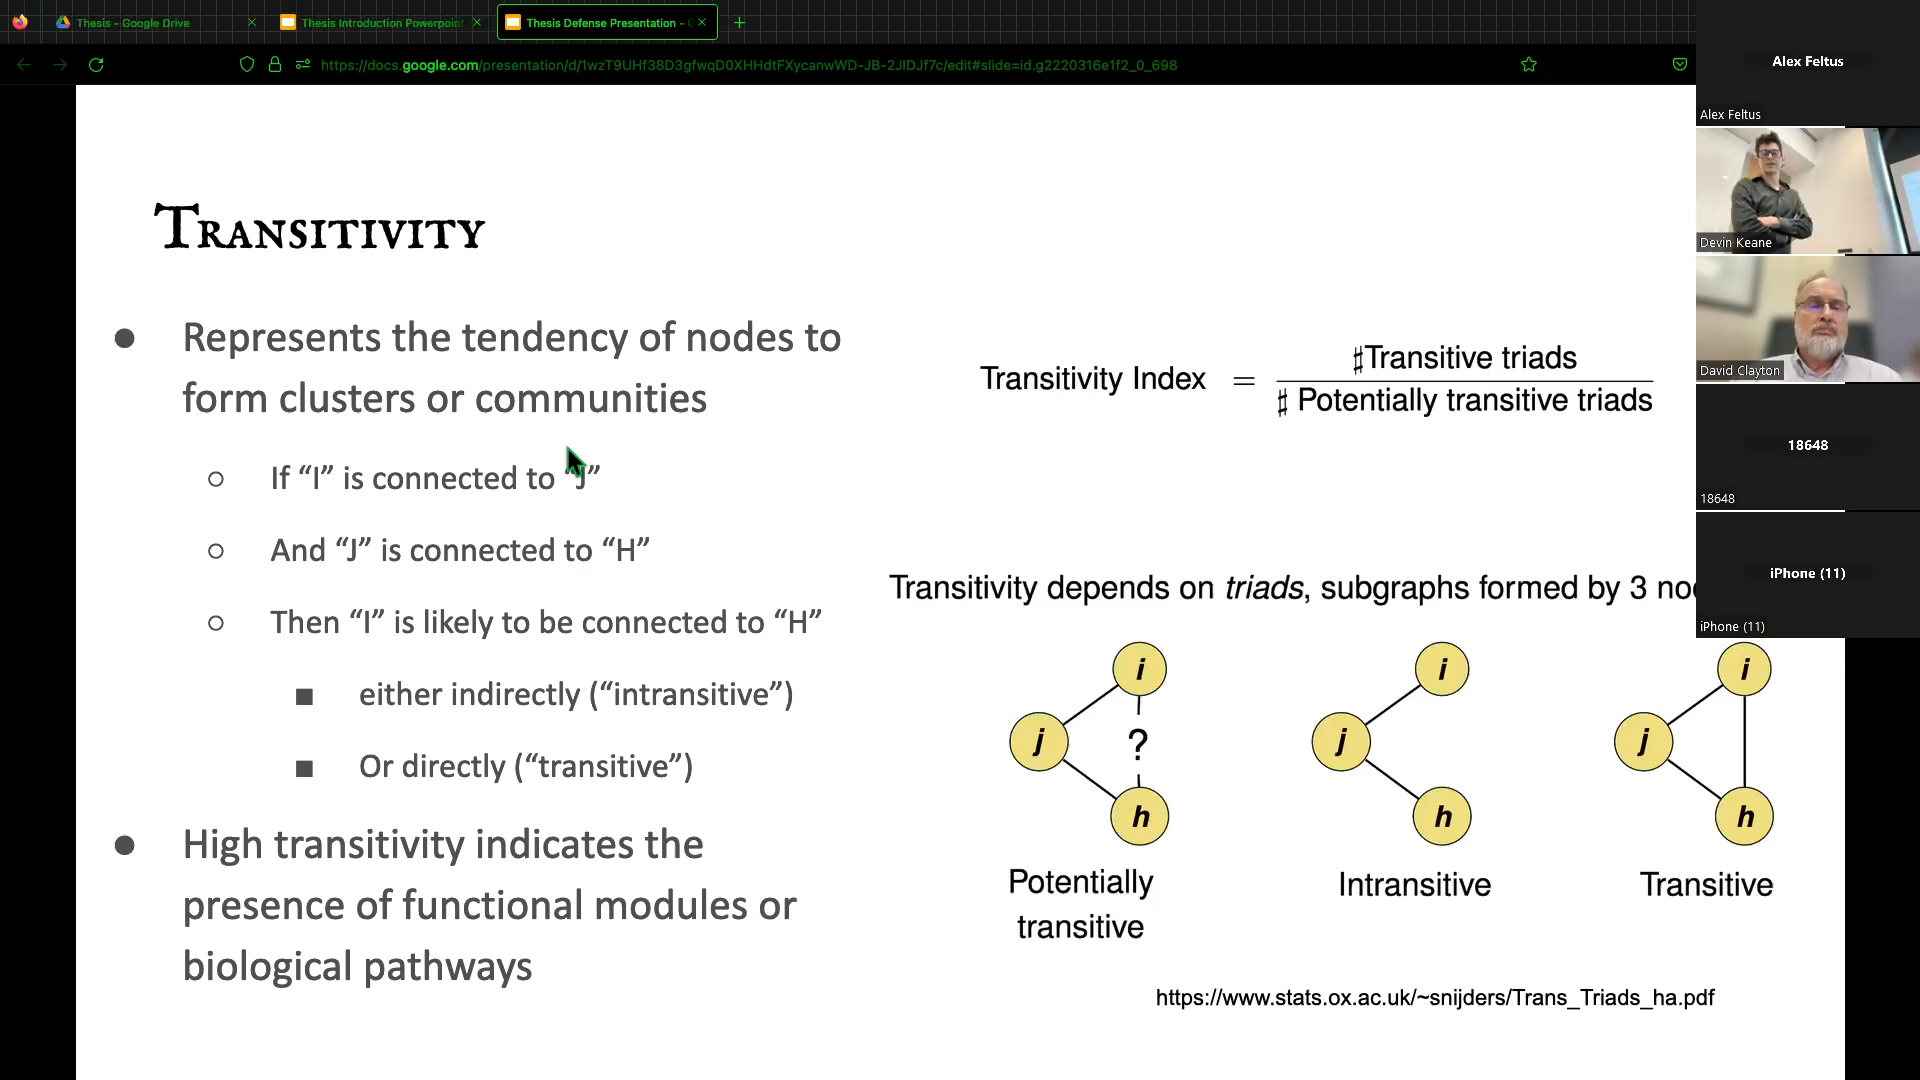 Thesis - Google Drive
Thesis Introduction Powerpoint
Thesis Defense Presentation -
https://docs.google.com/presentation/d/1wzT9UHf38D3gfwqD0XHHdtFXycanwWD-JB-2JIDJf7c/edit#slide=id.g2220316e1f2_0_698
Alex Feltus
Alex Feltus
Devin Keane
David Clayton
18648
18648
iPhone (11)
iPhone (11)
Transitivity
● Represents the tendency of nodes to
form clusters or communities
○ If “I” is connected to “J”
○ And “J” is connected to “H”
○ Then “I” is likely to be connected to “H”
■ either indirectly (“intransitive”)
■ Or directly (“transitive”)
● High transitivity indicates the
presence of functional modules or
biological pathways
♯Transitive triads
Transitivity Index =
♯ Potentially transitive triads
Transitivity depends on triads, subgraphs formed by 3
i
i
i
j
?
j
j
h
h
h
Potentially
transitive
Intransitive
Transitive
https://www.stats.ox.ac.uk/~snijders/Trans_Triads_ha.pdf